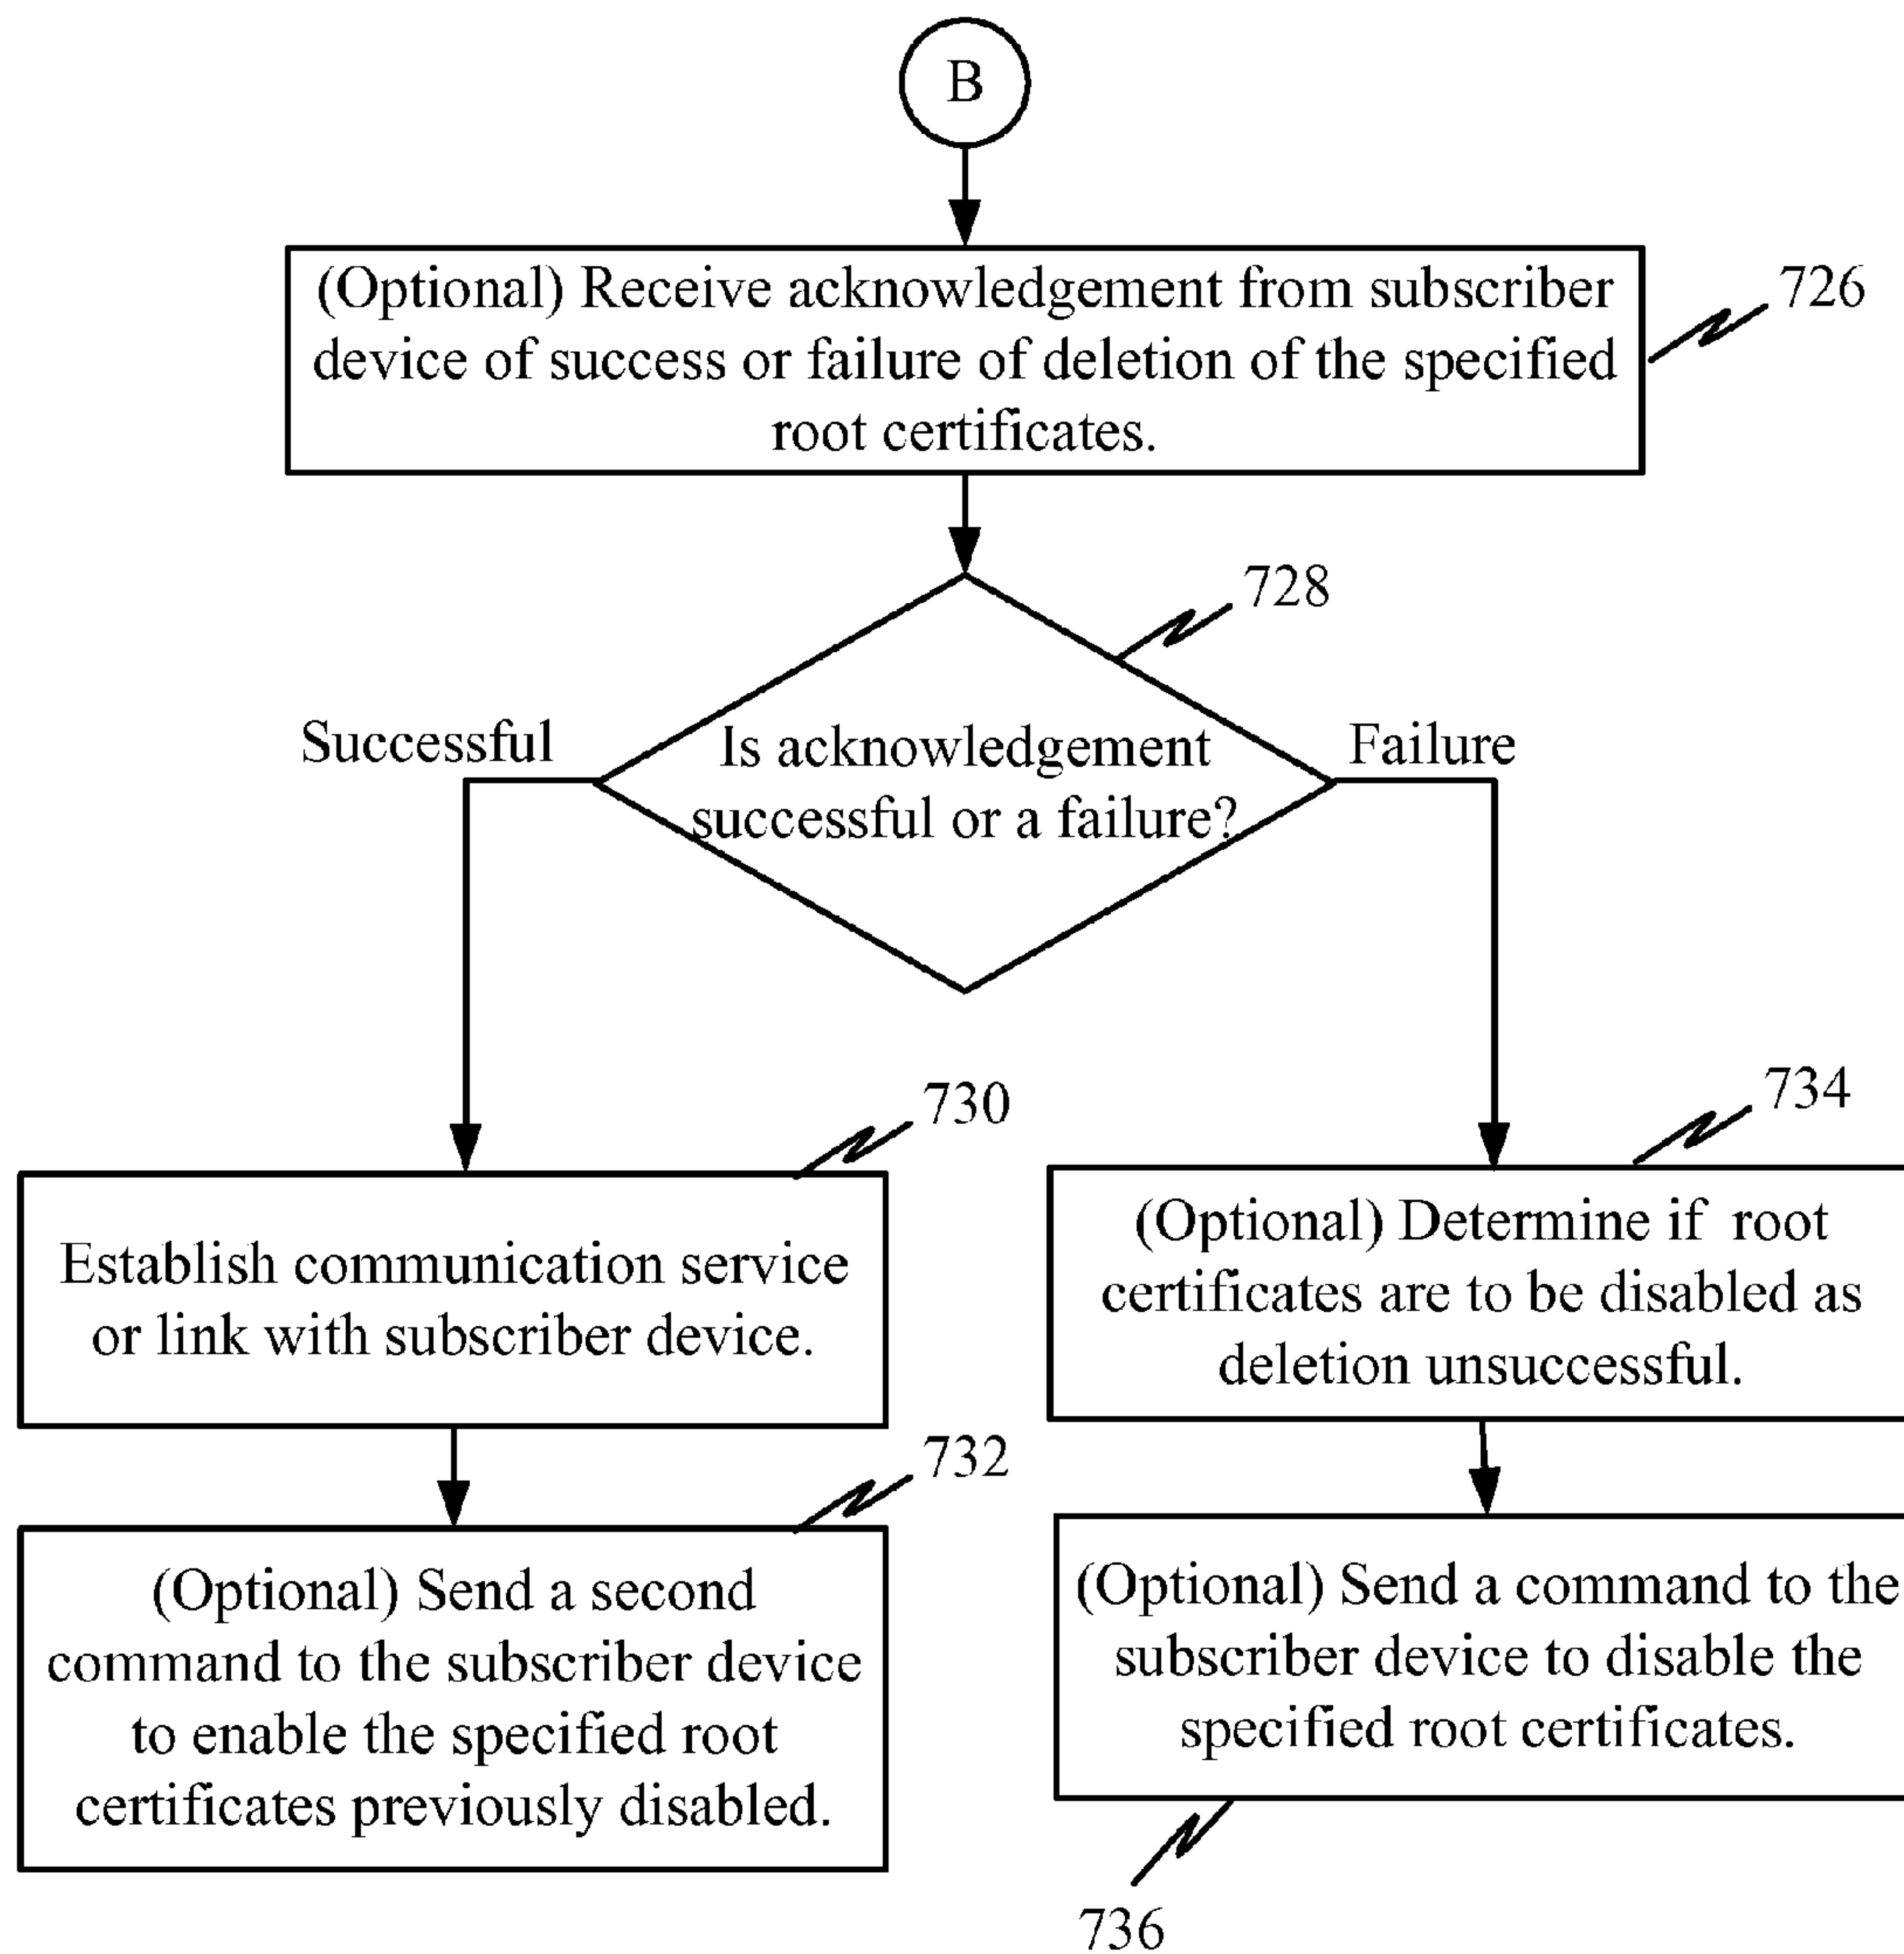 B
(Optional) Receive acknowledgement from subscriber
device of success or failure of deletion of the specified
root certificates.
726
728
Successful
Is acknowledgement
successful or a failure?
Failure
730
Establish communication service
or link with subscriber device.
734
(Optional) Determine if root
certificates are to be disabled as
deletion unsuccessful.
732
(Optional) Send a second
command to the subscriber device
to enable the specified root
certificates previously disabled.
(Optional) Send a command to the
subscriber device to disable the
specified root certificates.
736